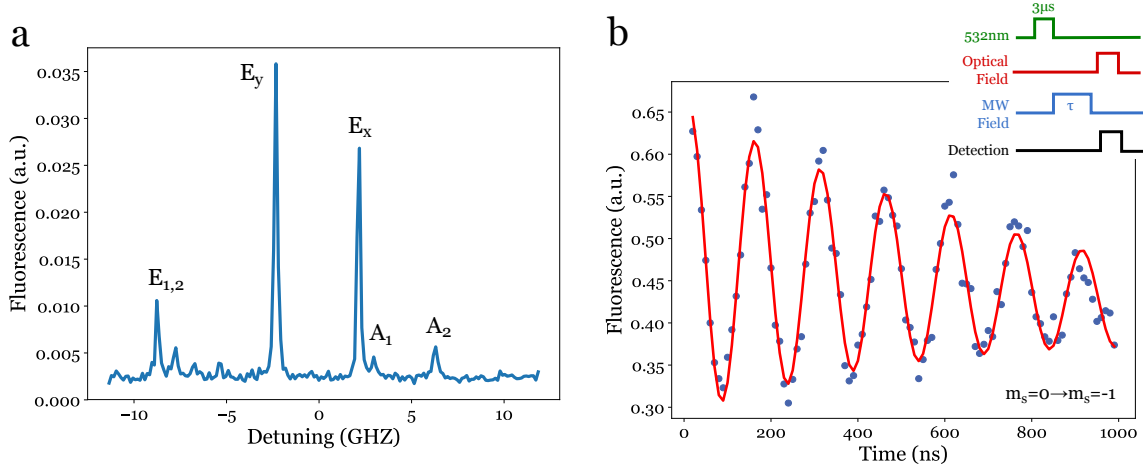 a
0.035
0.030
0.025
0.020
0.015
0.010
0.005
0.000
Fluorescence (a.u.)
E1,2
Ey
Ex
A1
A2
−10
−5
0
5
10
Detuning (GHZ)
b
3µs
532nm
Optical
Field
MW
Field
τ
Detection
0.65
0.60
0.55
0.50
0.45
0.40
0.35
0.30
Fluorescence (a.u.)
ms=0→ms=-1
0
200
400
600
800
1000
Time (ns)